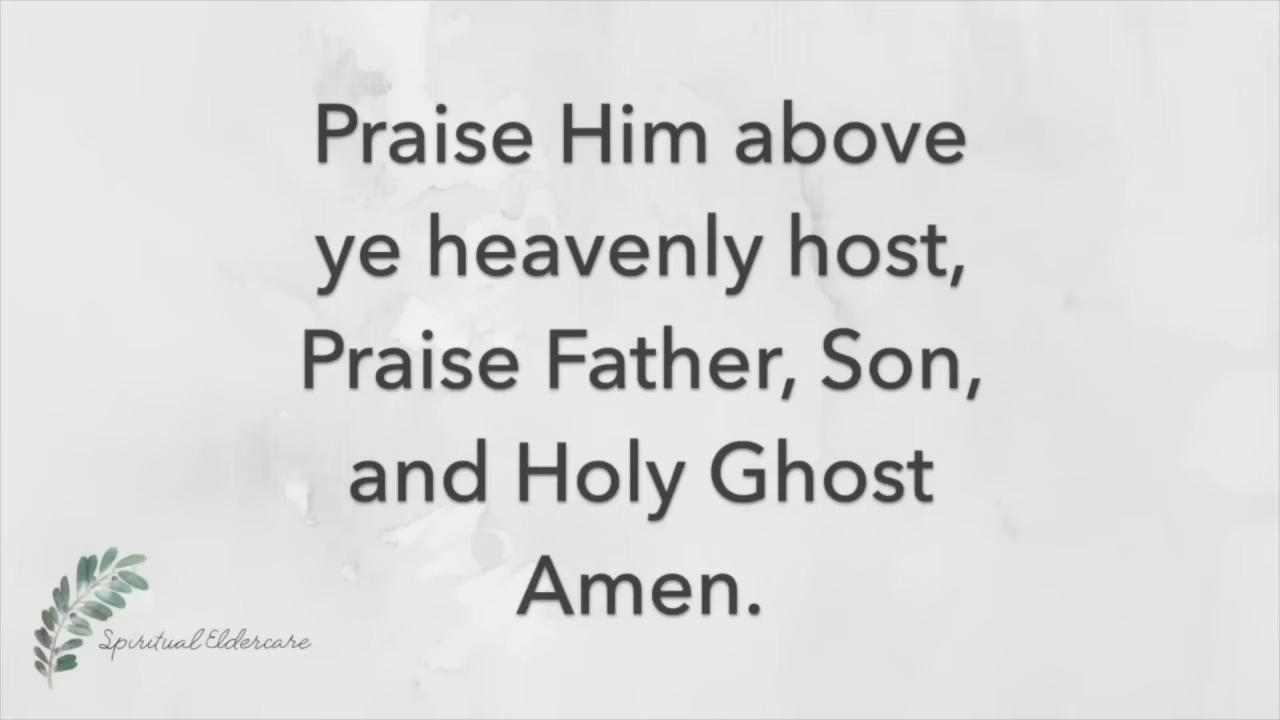 Praise Him above
ye heavenly host,
Praise Father, Son,
and Holy Ghost
Amen.
Spiritual Eldercare